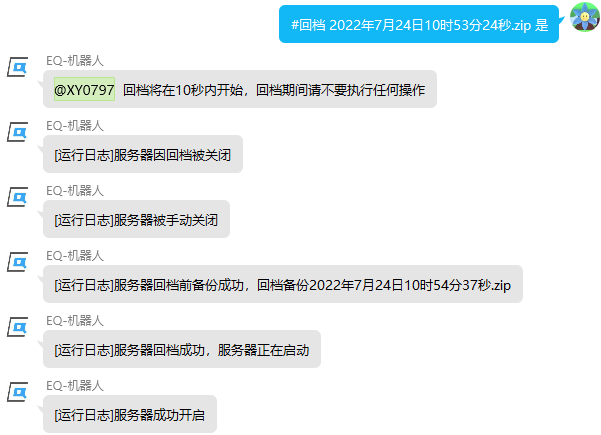 #回档 2022年7月24日10时53分24秒.zip 是
EQ-机器人
@XY0797 回档将在10秒内开始，回档期间请不要执行任何操作
EQ-机器人
[运行日志]服务器因回档被关闭
EQ-机器人
[运行日志]服务器被手动关闭
EQ-机器人
[运行日志]服务器回档前备份成功，回档备份2022年7月24日10时54分37秒.zip
EQ-机器人
[运行日志]服务器回档成功，服务器正在启动
EQ-机器人
[运行日志]服务器成功开启